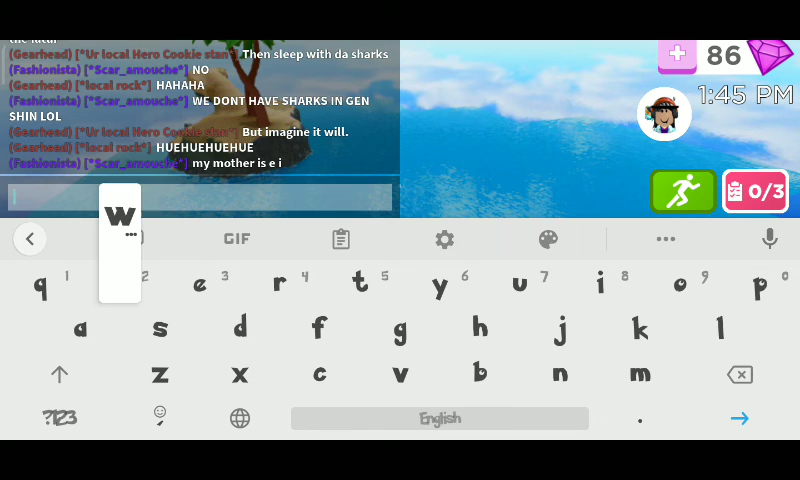 (Gearhead) [*Ur local Hero Cookie stan*] Then sleep with da sharks
(Fashionista) [*Scar_amouche*] NO
(Gearhead) [*local rock*] HAHAHA
(Fashionista) [*Scar_amouche*] WE DONT HAVE SHARKS IN GEN
SHIN LOL
(Gearhead) [*Ur local Hero Cookie stan*] But imagine it will.
(Gearhead) [*local rock*] HUEHUEHUEHUE
(Fashionista) [*Scar_amouche*] my mother is e i
86
1:45 PM
0/3
w
GIF
q 1 2 e 3 r 4 t 5 y 6 u 7 i 8 o 9 p 0
a s d f g h j k l
z x c v b n m
?123 , English .